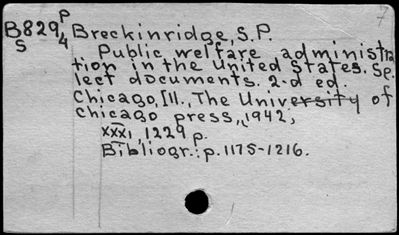 P 7
B829,4 Breckinridge, S.P.
S Public welfare administra
tion in the United States. Se
lect documents. 2-d ed.
Chicago, Ill., The University of
Chicago press, 1942,
xxxi, 1229 p.
Bibliogr.: p. 1175-1216.